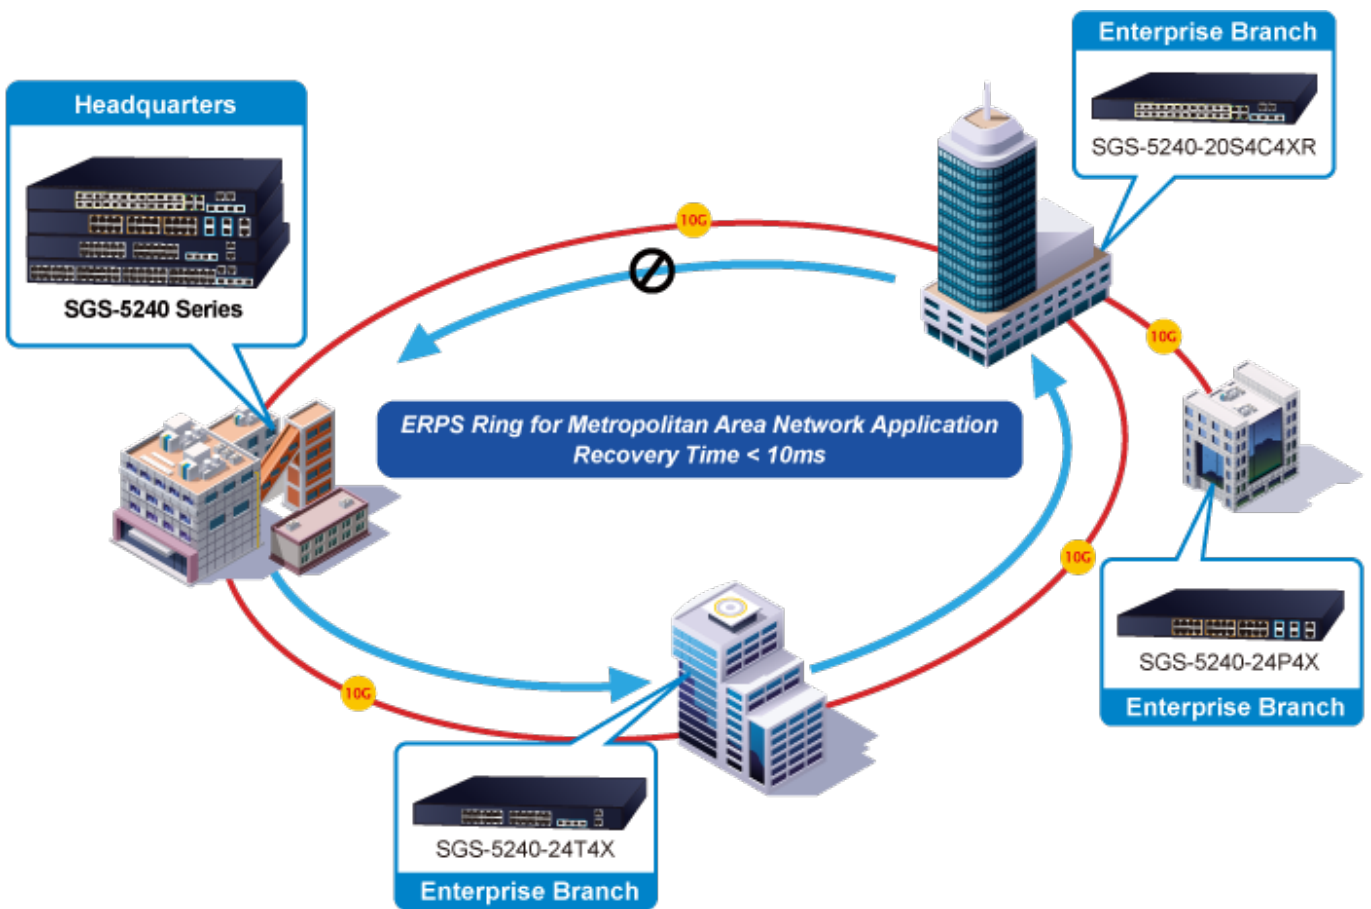 Enterprise Branch
SGS-5240-20S4C4XR
Headquarters
SGS-5240 Series
10G
10G
ERPS Ring for Metropolitan Area Network Application
Recovery Time < 10ms
10G
SGS-5240-24P4X
Enterprise Branch
10G
SGS-5240-24T4X
Enterprise Branch